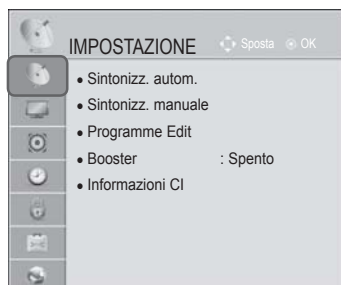 IMPOSTAZIONE Sposta OK
• Sintonizz. autom.
• Sintonizz. manuale
• Programme Edit
• Booster : Spento
• Informazioni CI